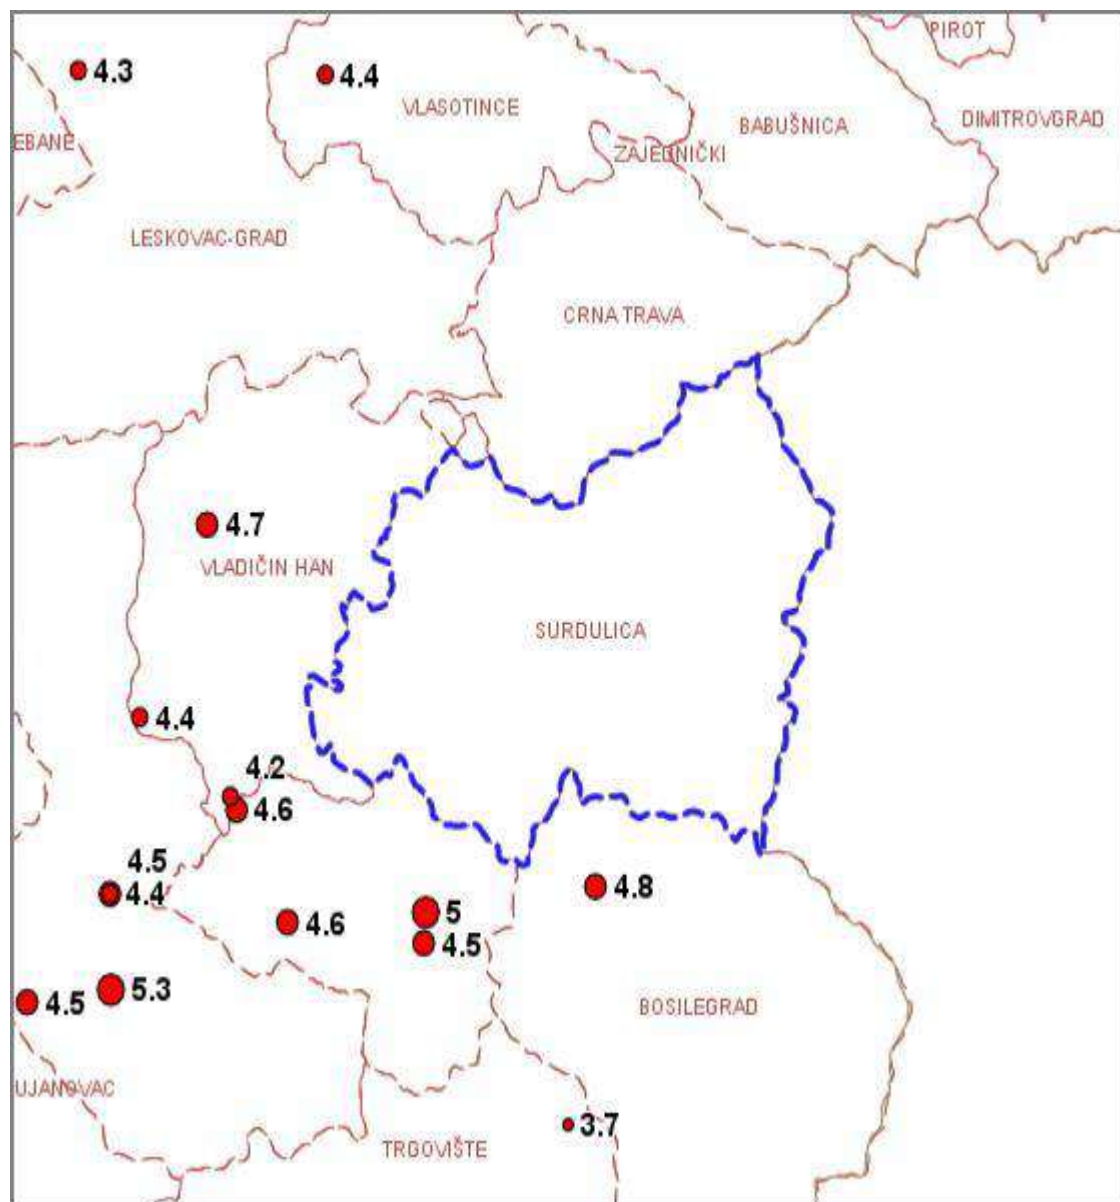 PIROT
4.3
4.4
VLASOTINCE
BABUŠNICA
DIMITROVGRAD
EBANE
ZAJEDNIČKI
LESKOVAC-GRAD
CRNA TRAVA
4.7
VLADIČIN HAN
SURDULICA
4.4
4.2
4.6
4.5
4.4
4.8
5
4.6
4.5
5.3
4.5
BOSILEGRAD
UJANOVAC
3.7
TRGOVIŠTE